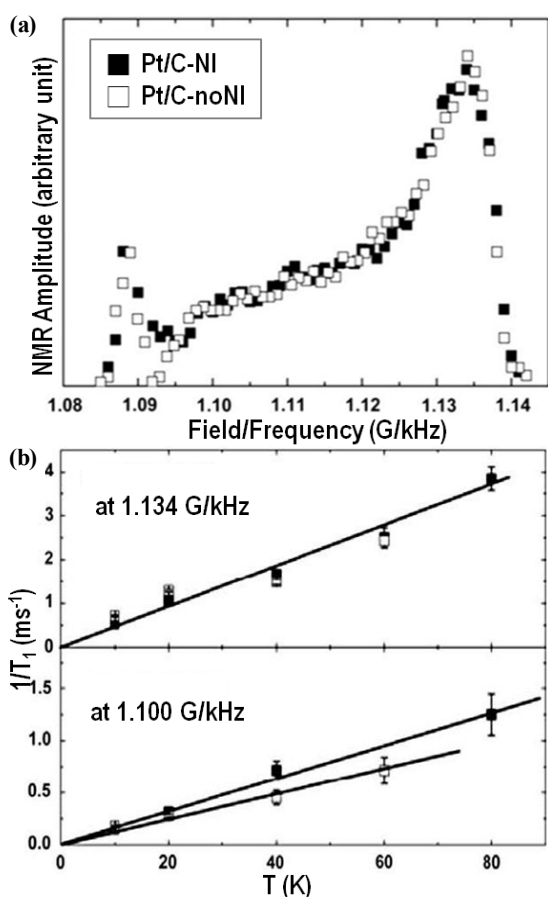 (a)
Pt/C-NI
Pt/C-noNI
NMR Amplitude (arbitrary unit)
1.08 1.09 1.10 1.11 1.12 1.13 1.14
Field/Frequency (G/kHz)
(b)
4
at 1.134 G/kHz
3
2
1
0
1/T₁ (ms⁻¹)
1.5
at 1.100 G/kHz
1.0
0.5
0.0
0 20 40 60 80
T (K)